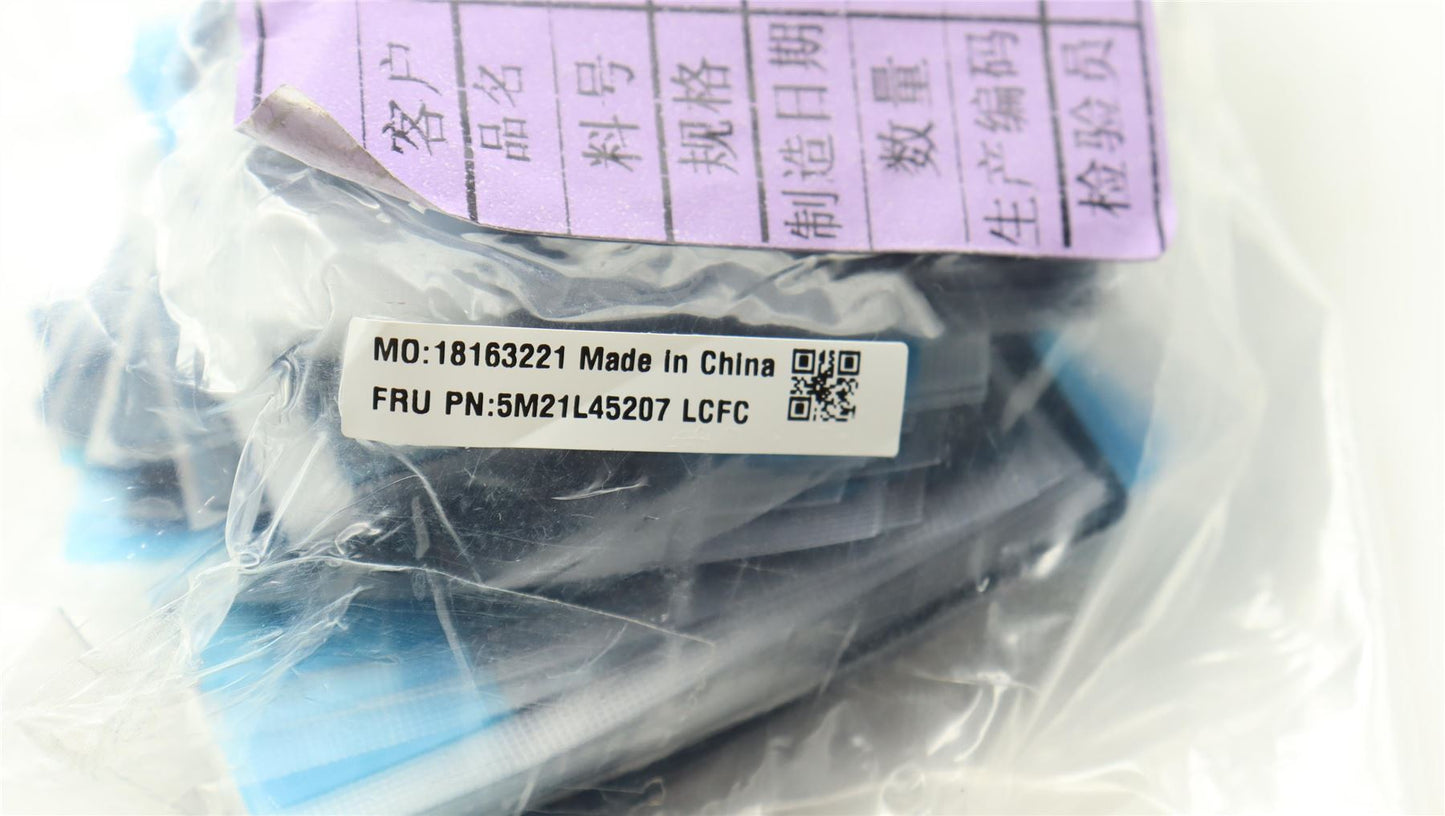 客户
品名
料号
规格
制造日期
数量
生产编码
检验员
MO:18163221 Made in China
FRU PN:5M21L45207 LCFC